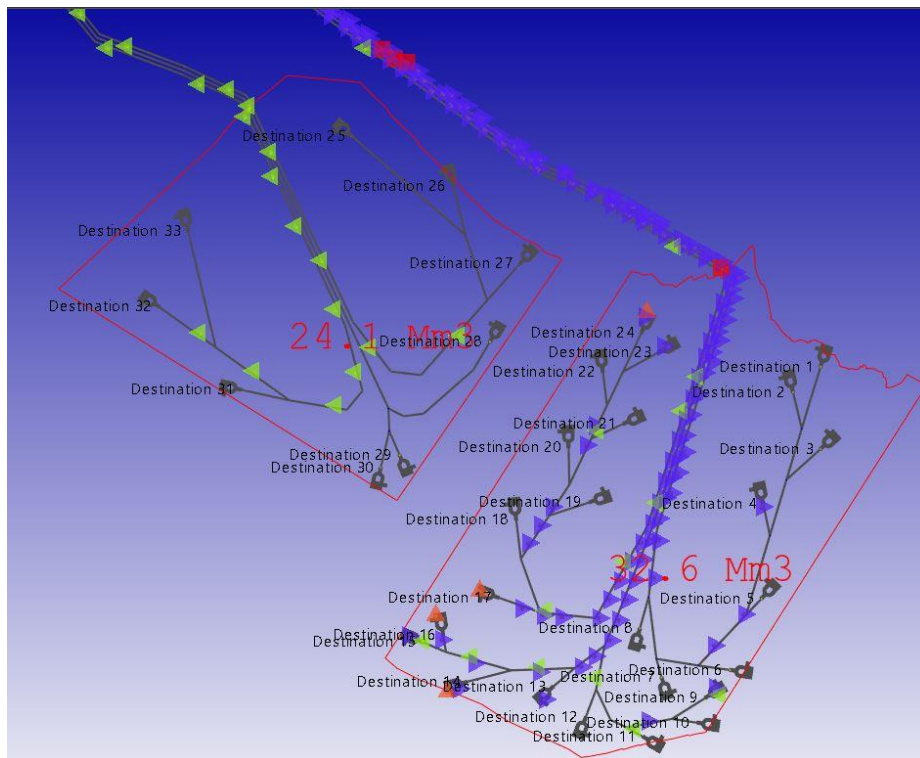 Destination 25
Destination 26
Destination 33
Destination 27
Destination 32
24.1 Mm3
Destination 28
Destination 24
Destination 23
Destination 22
Destination 1
Destination 2
Destination 31
Destination 21
Destination 20
Destination 3
Destination 29
Destination 30
Destination 19
Destination 4
Destination 18
32.6 Mm3
Destination 17
Destination 5
Destination 8
Destination 16
Destination 15
Destination 6
Destination 7
Destination 14
Destination 13
Destination 9
Destination 12
Destination 10
Destination 11